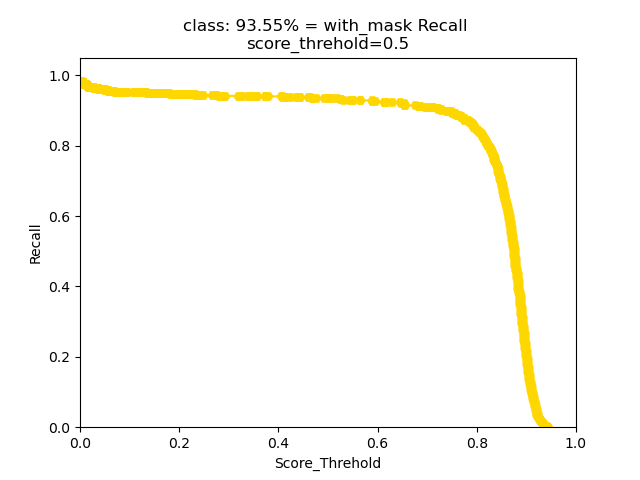 class: 93.55% = with_mask Recall
score_threhold=0.5
1.0
0.8
0.6
0.4
0.2
0.0
Recall
0.0 0.2 0.4 0.6 0.8 1.0
Score_Threhold